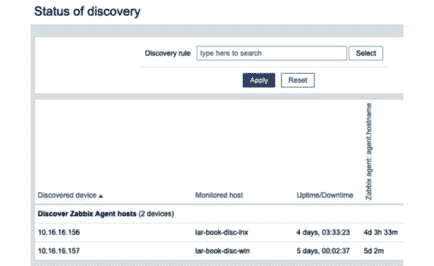 Status of discovery
Discovery rule type here to search Select
Apply Reset
Zabbix agent: agent.hostname
Discovered device ▲ Monitored host Uptime/Downtime
Discover Zabbix Agent hosts (2 devices)
10.16.16.156 lar-book-disc-lnx 4 days, 03:33:23 4d 3h 33m
10.16.16.157 lar-book-disc-win 5 days, 00:02:37 5d 2m